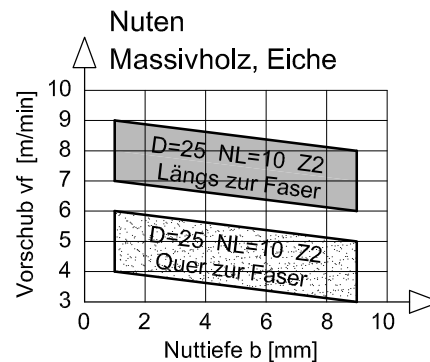 Nuten
Massivholz, Eiche
Vorschub vf [m/min]
10
9
8
7
6
5
4
3
D=25 NL=10 Z2
Längs zur Faser
D=25 NL=10 Z2
Quer zur Faser
0 2 4 6 8 10
Nuttiefe b [mm]